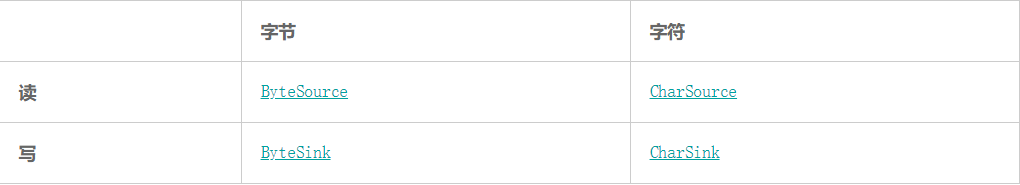 字节 字符
读 ByteSource CharSource
写 ByteSink CharSink